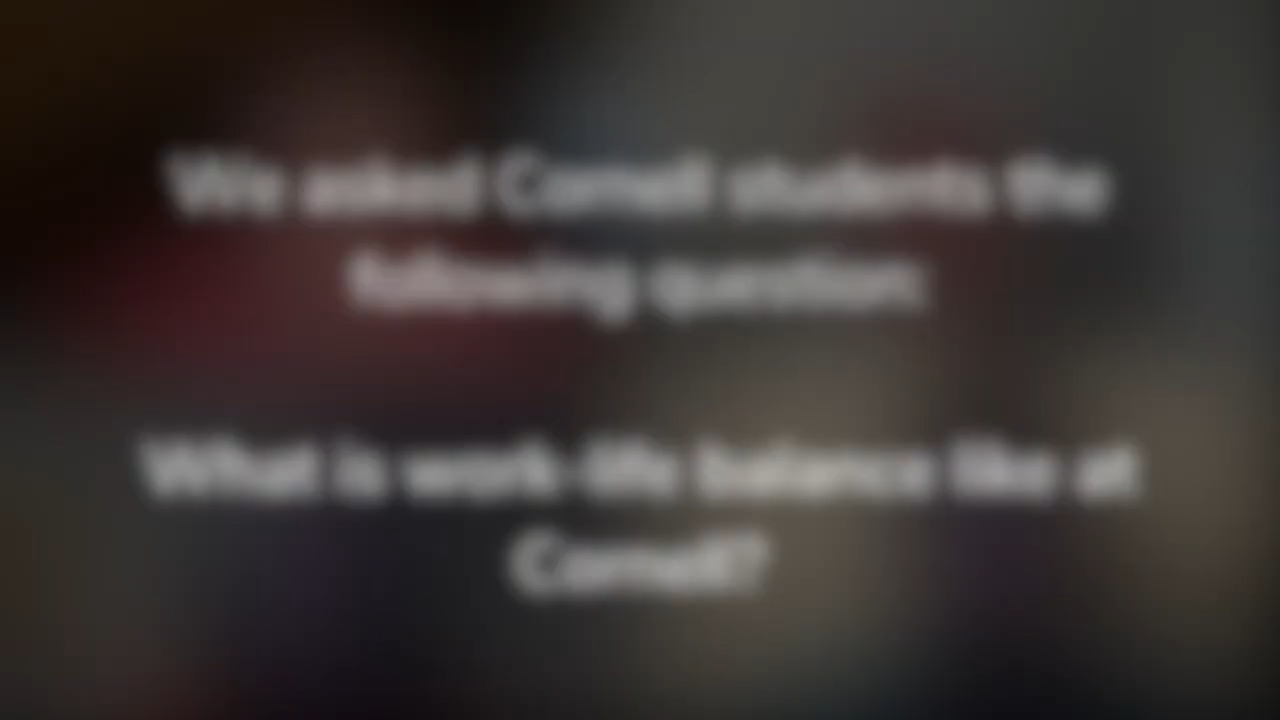 We asked Cornell students the
following question:
What is work-life balance like at
Cornell?